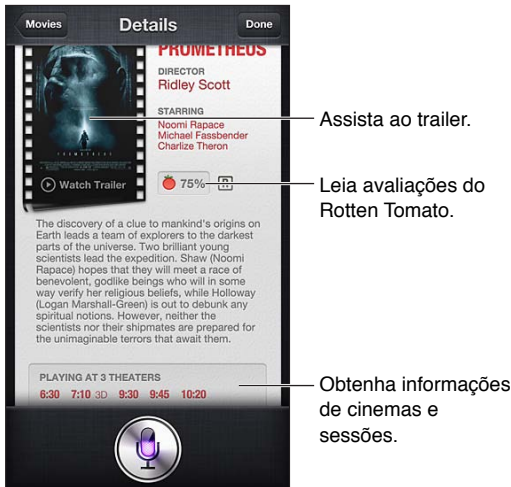 Movies
Details
Done
PROMETHEUS
DIRECTOR
Ridley Scott
STARRING
Noomi Rapace
Michael Fassbender
Charlize Theron
PROMETHEUS
Watch Trailer
75%
R
The discovery of a clue to mankind's origins on
Earth leads a team of explorers to the darkest
parts of the universe. Two brilliant young
scientists lead the expedition. Shaw (Noomi
Rapace) hopes that they will meet a race of
benevolent, godlike beings who will in some
way verify her religious beliefs, while Holloway
(Logan Marshall-Green) is out to debunk any
spiritual notions. However, neither the
scientists nor their shipmates are prepared for
the unimaginable terrors that await them.
PLAYING AT 3 THEATERS
6:30 7:10 3D 9:30 9:45 10:20
Assista ao trailer.
Leia avaliações do
Rotten Tomato.
Obtenha informações
de cinemas e
sessões.